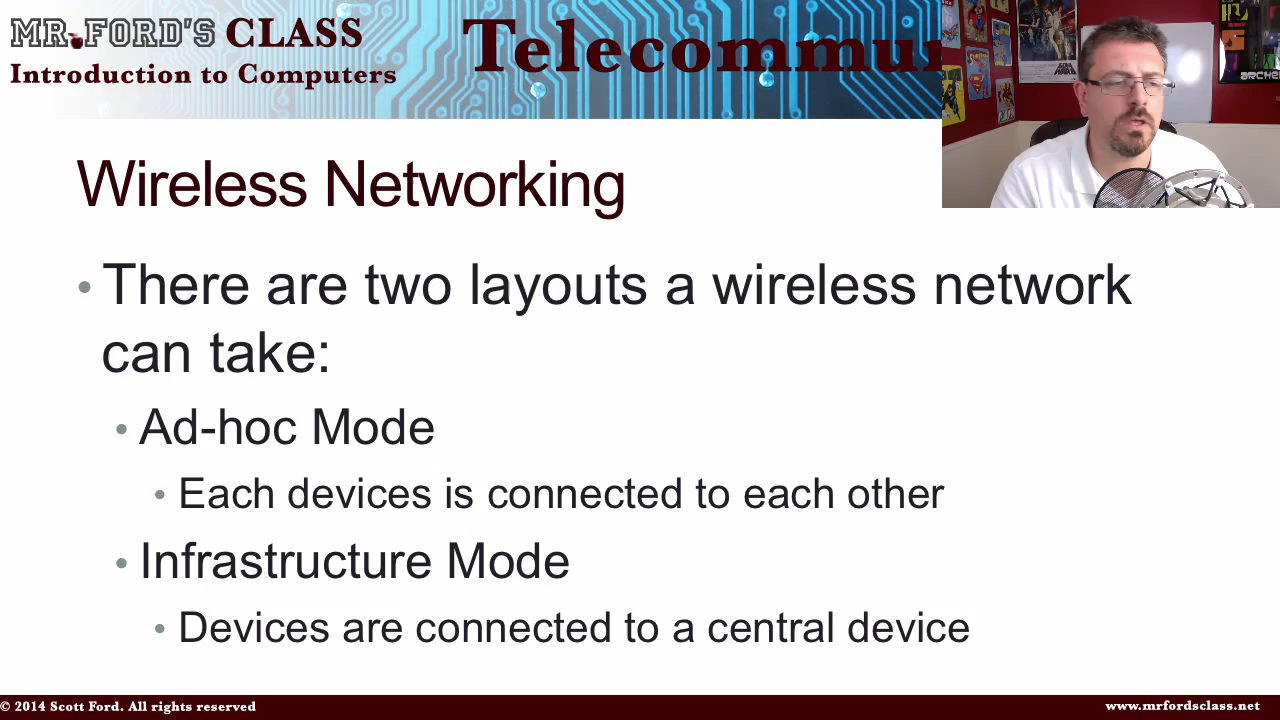 MR. FORD'S CLASS
Introduction to Computers
Wireless Networking
• There are two layouts a wireless network
can take:
• Ad-hoc Mode
• Each devices is connected to each other
• Infrastructure Mode
• Devices are connected to a central device
© 2014 Scott Ford. All rights reserved
www.mrfordsclass.net